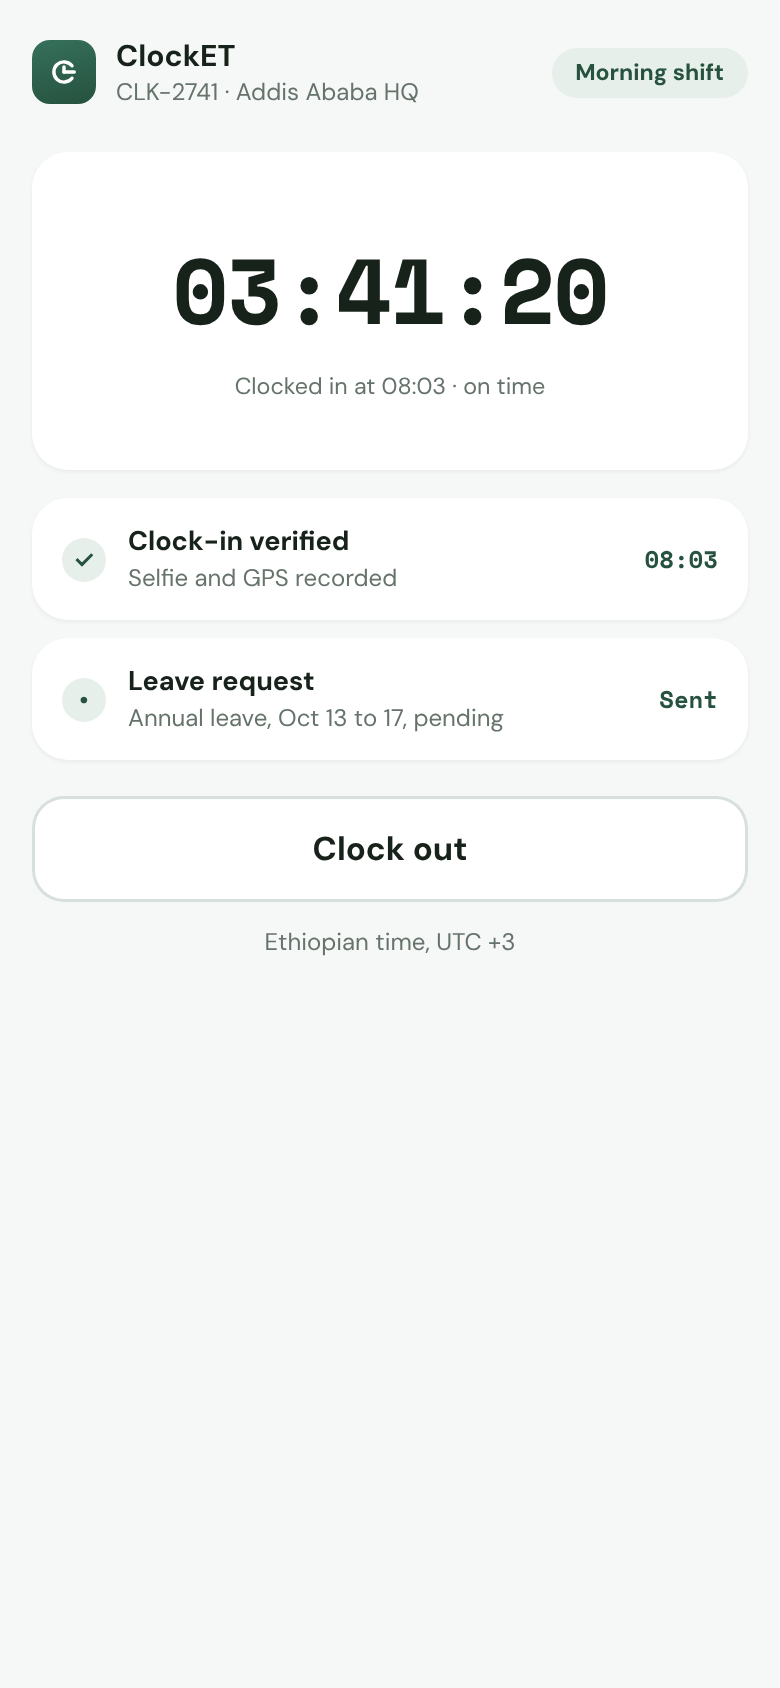 ClockET
CLK-2741 · Addis Ababa HQ
Morning shift
03:41:20
Clocked in at 08:03 · on time
Clock-in verified
Selfie and GPS recorded
08:03
Leave request
Annual leave, Oct 13 to 17, pending
Sent
Clock out
Ethiopian time, UTC +3